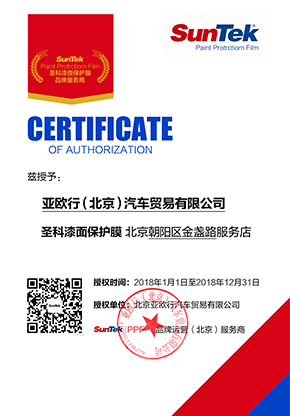 SunTek
Paint Protrctiorn Film
圣科漆面保护膜
品牌服务商
SunTek®
Paint Protrctiorn Film
CERTIFICATE
OF AUTHORIZATION
兹授予：
亚欧行（北京）汽车贸易有限公司
圣科漆面保护膜 北京朝阳区金盏路服务店
授权时间：2018年1月1日至2018年12月31日
授权单位：北京亚欧行汽车贸易有限公司
SunTek PPF 品牌运营（北京）服务商